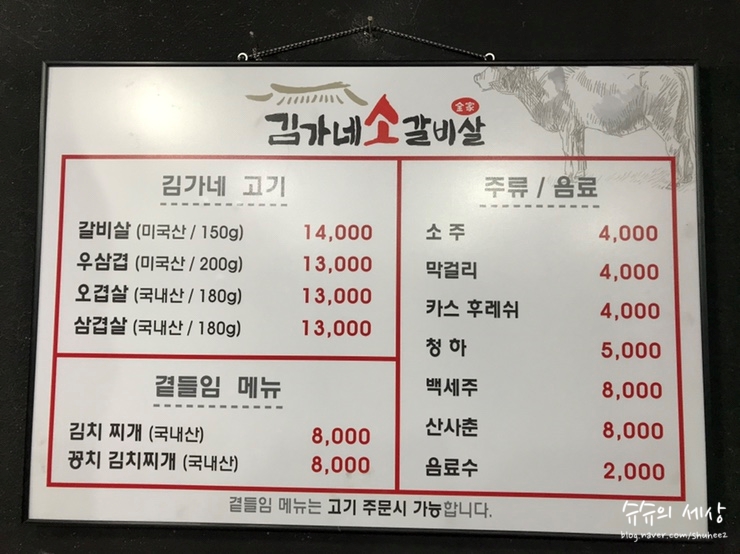 김가네소갈비살 金家
김가네 고기
갈비살 (미국산 / 150g) 14,000
우삼겹 (미국산 / 200g) 13,000
오겹살 (국내산 / 180g) 13,000
삼겹살 (국내산 / 180g) 13,000
곁들임 메뉴
김치 찌개 (국내산) 8,000
꽁치 김치찌개 (국내산) 8,000
주류 / 음료
소 주 4,000
막걸리 4,000
카스 후레쉬 4,000
청 하 5,000
백세주 8,000
산사춘 8,000
음료수 2,000
곁들임 메뉴는 고기 주문시 가능합니다.
슈슈의 세상
blog.naver.com/shuhee2